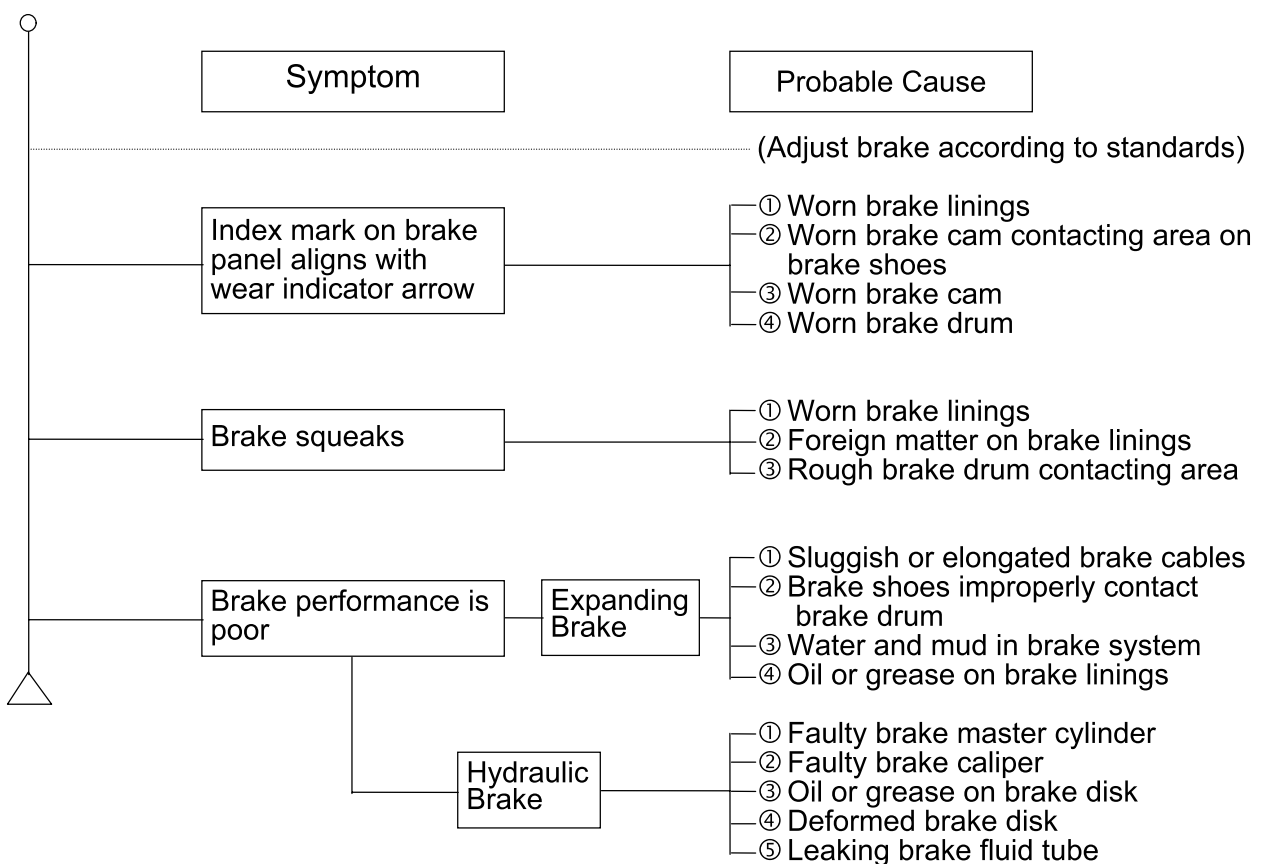 Symptom
Probable Cause
(Adjust brake according to standards)
Index mark on brake
panel aligns with
wear indicator arrow
① Worn brake linings
② Worn brake cam contacting area on
brake shoes
③ Worn brake cam
④ Worn brake drum
Brake squeaks
① Worn brake linings
② Foreign matter on brake linings
③ Rough brake drum contacting area
Brake performance is
poor
Expanding
Brake
① Sluggish or elongated brake cables
② Brake shoes improperly contact
brake drum
③ Water and mud in brake system
④ Oil or grease on brake linings
Hydraulic
Brake
① Faulty brake master cylinder
② Faulty brake caliper
③ Oil or grease on brake disk
④ Deformed brake disk
⑤ Leaking brake fluid tube